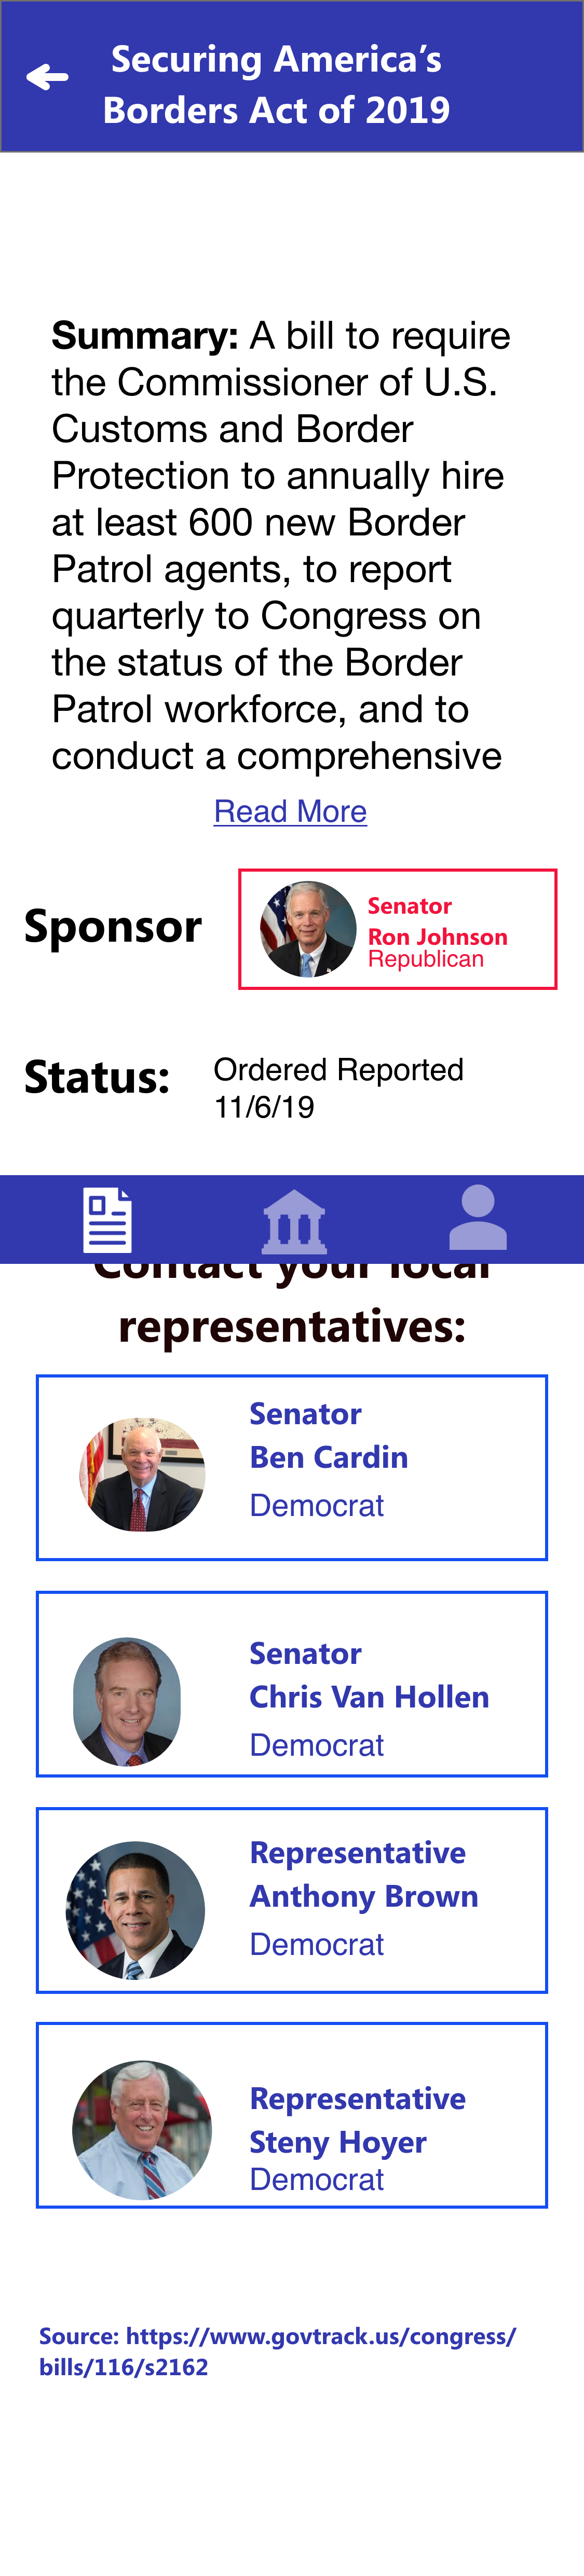 Securing America’s
Borders Act of 2019
Summary: A bill to require
the Commissioner of U.S.
Customs and Border
Protection to annually hire
at least 600 new Border
Patrol agents, to report
quarterly to Congress on
the status of the Border
Patrol workforce, and to
conduct a comprehensive
Read More
Sponsor
Senator
Ron Johnson
Republican
Status:
Ordered Reported
11/6/19
Contact your local
representatives:
Senator
Ben Cardin
Democrat
Senator
Chris Van Hollen
Democrat
Representative
Anthony Brown
Democrat
Representative
Steny Hoyer
Democrat
Source: https://www.govtrack.us/congress/
bills/116/s2162